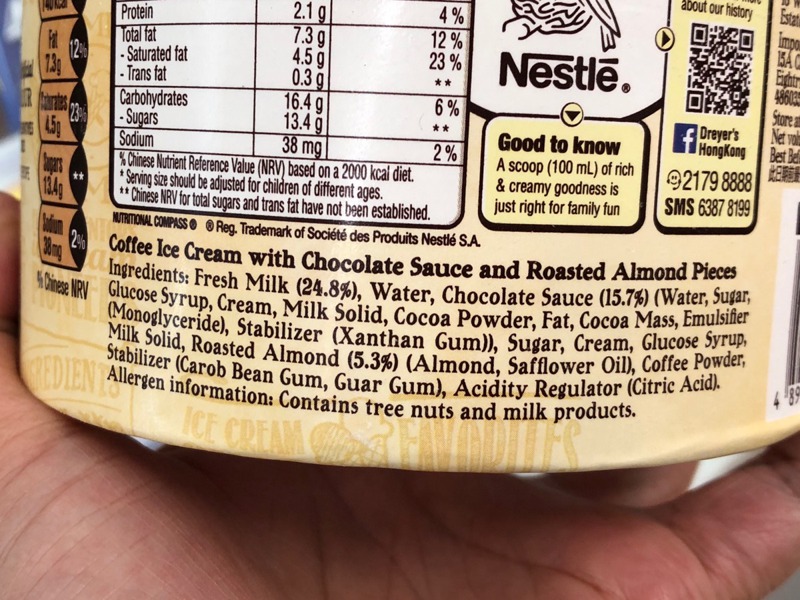 Fat
7.3g
12%
4.5g
23%
Sugars
13.4g
**
Sodium
38mg
2%
% Chinese NRV
Protein 2.1 g 4 %
Total fat 7.3 g 12 %
- Saturated fat 4.5 g 23 %
- Trans fat 0.3 g **
Carbohydrates 16.4 g 6 %
- Sugars 13.4 g **
Sodium 38 mg 2 %
% Chinese Nutrient Reference Value (NRV) based on a 2000 kcal diet.
* Serving size should be adjusted for children of different ages.
** Chinese NRV for total sugars and trans fat have not been established.
NUTRITIONAL COMPASS ® ® Reg. Trademark of Société des Produits Nestlé S.A.
Nestlē®
Good to know
A scoop (100 mL) of rich
& creamy goodness is
just right for family fun
about our history
Dreyer's
HongKong
2179 8888
SMS 6387 8199
Coffee Ice Cream with Chocolate Sauce and Roasted Almond Pieces
Ingredients: Fresh Milk (24.8%), Water, Chocolate Sauce (15.7%) (Water, Sugar,
Glucose Syrup, Cream, Milk Solid, Cocoa Powder, Fat, Cocoa Mass, Emulsifier
(Monoglyceride), Stabilizer (Xanthan Gum)), Sugar, Cream, Glucose Syrup,
Milk Solid, Roasted Almond (5.3%) (Almond, Safflower Oil), Coffee Powder,
Stabilizer (Carob Bean Gum, Guar Gum), Acidity Regulator (Citric Acid).
Allergen information: Contains tree nuts and milk products.
ICE CREAM
FAVORITES
4 89